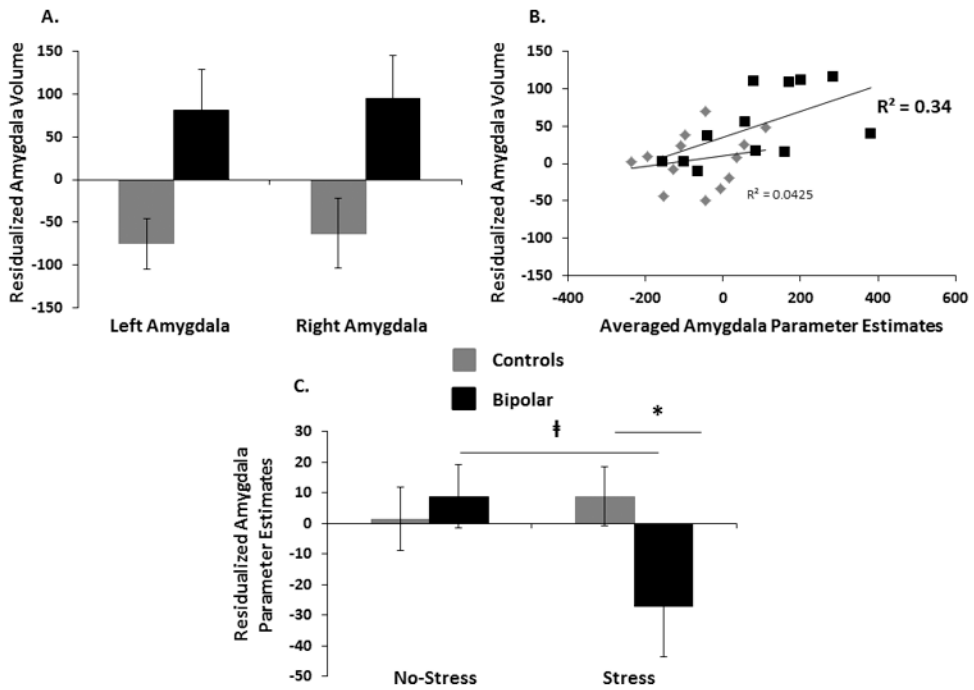 A.
Residualized Amygdala Volume
150
100
50
0
-50
-100
-150
Left Amygdala
Right Amygdala
B.
Residualized Amygdala Volume
150
100
50
0
-50
-100
-150
R² = 0.34
R² = 0.0425
-400
-200
0
200
400
600
Averaged Amygdala Parameter Estimates
Controls
Bipolar
C.
Residualized Amygdala
Parameter Estimates
30
20
10
0
-10
-20
-30
-40
-50
ǂ
*
No-Stress
Stress